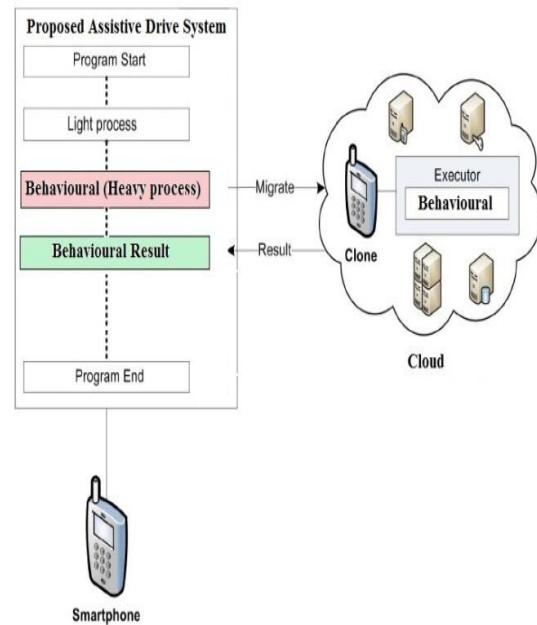 Proposed Assistive Drive System
Program Start
Light process
Behavioural (Heavy process)
Migrate
Behavioural Result
Result
Program End
Smartphone
Clone
Executor
Behavioural
Cloud